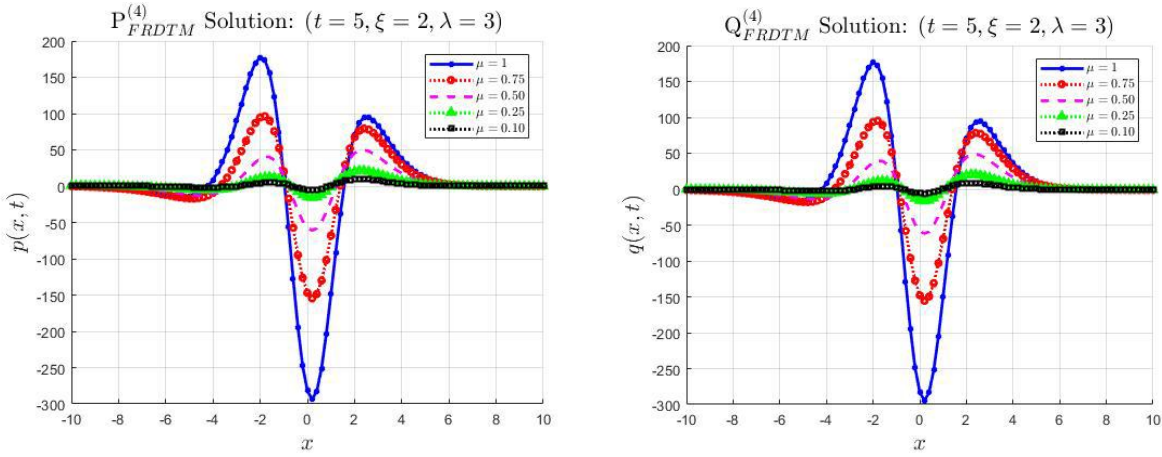 P_{FRDTM}^{(4)} Solution: (t = 5, ξ = 2, λ = 3)
200
150
100
50
0
-50
-100
-150
-200
-250
-300
p(x, t)
μ = 1
μ = 0.75
μ = 0.50
μ = 0.25
μ = 0.10
-10 -8 -6 -4 -2 0 2 4 6 8 10
x
Q_{FRDTM}^{(4)} Solution: (t = 5, ξ = 2, λ = 3)
200
150
100
50
0
-50
-100
-150
-200
-250
-300
q(x, t)
μ = 1
μ = 0.75
μ = 0.50
μ = 0.25
μ = 0.10
-10 -8 -6 -4 -2 0 2 4 6 8 10
x